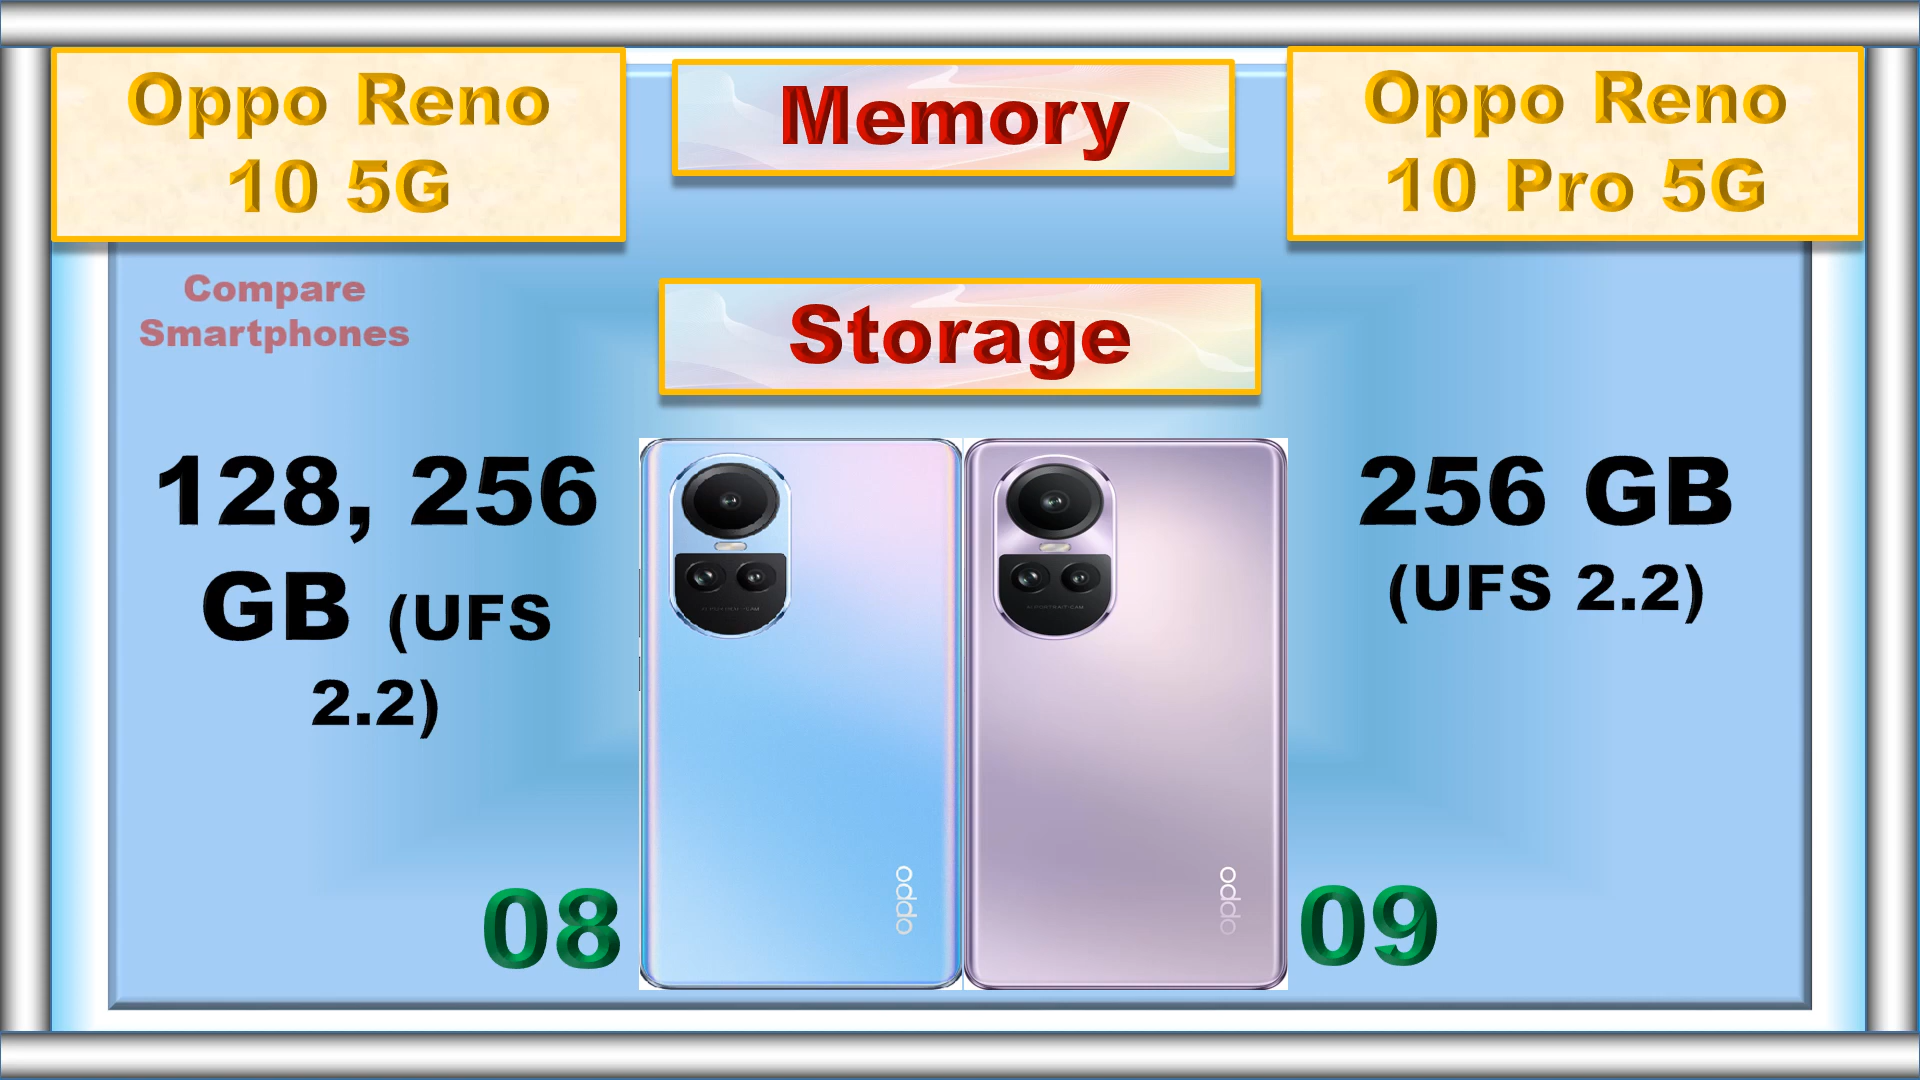 Oppo Reno
10 5G
Memory
Oppo Reno
10 Pro 5G
Compare
Smartphones
Storage
128, 256
GB (UFS
2.2)
256 GB
(UFS 2.2)
oppo
oppo
08
09